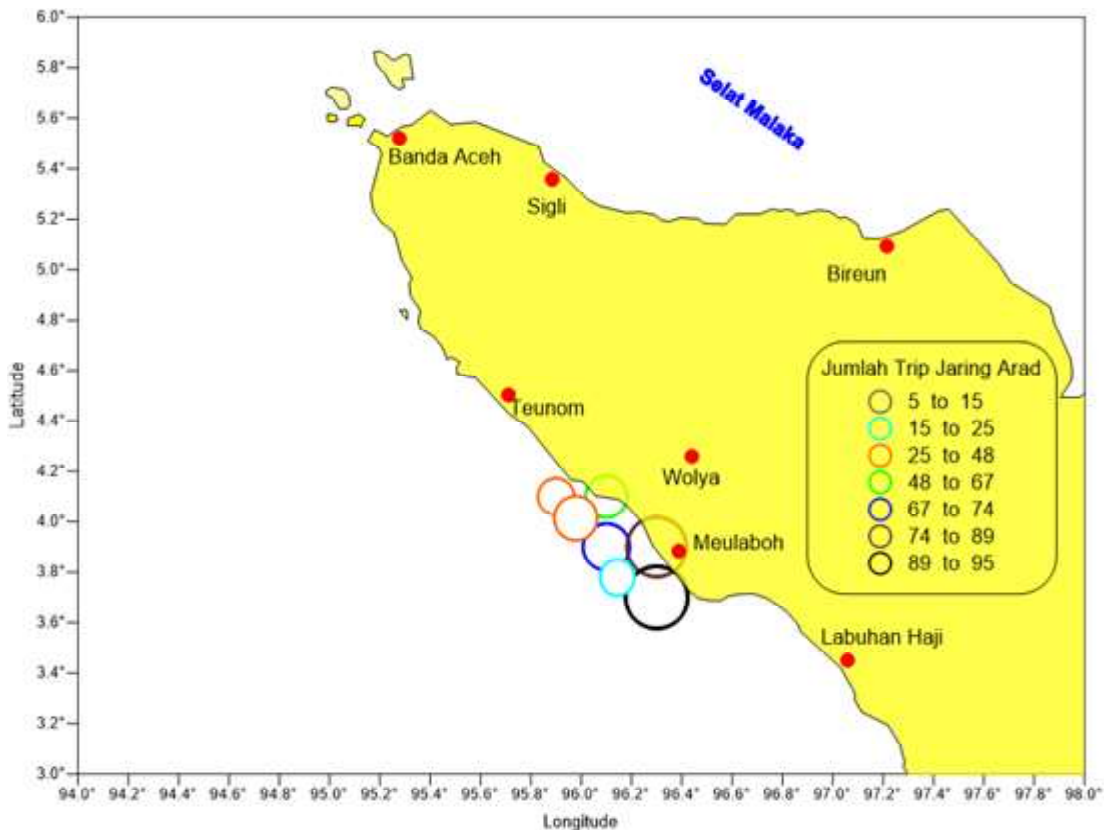 6.0°
5.8°
5.6°
5.4°
5.2°
5.0°
4.8°
4.6°
4.4°
4.2°
4.0°
3.8°
3.6°
3.4°
3.2°
3.0°
Latitude
Selat Malaka
Banda Aceh
Sigli
Bireun
Teunom
Wolya
Meulaboh
Labuhan Haji
Jumlah Trip Jaring Arad
5 to 15
15 to 25
25 to 48
48 to 67
67 to 74
74 to 89
89 to 95
94.0° 94.2° 94.4° 94.6° 94.8° 95.0° 95.2° 95.4° 95.6° 95.8° 96.0° 96.2° 96.4° 96.6° 96.8° 97.0° 97.2° 97.4° 97.6° 97.8° 98.0°
Longitude